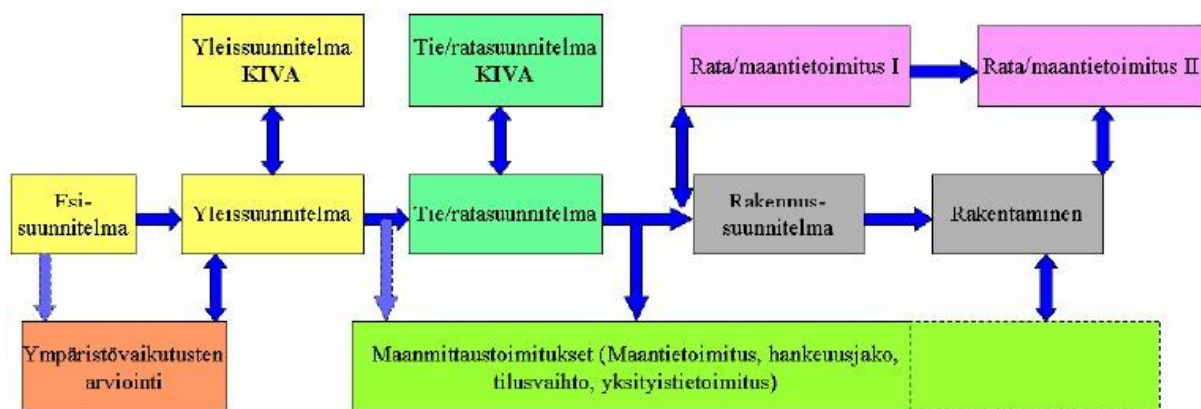 Yleissuunnitelma
KIVA
Tie/ratasuunnitelma
KIVA
Rata/maantietoimitus I
Rata/maantietoimitus II
Esi-
suunnitelma
Yleissuunnitelma
Tie/ratasuunnitelma
Rakennus-
suunnitelma
Rakentaminen
Ympäristövaikutusten
arviointi
Maanmittaustoimitukset (Maantietoimitus, hankeuusjako,
tilusvaihto, yksityistietoimitus)